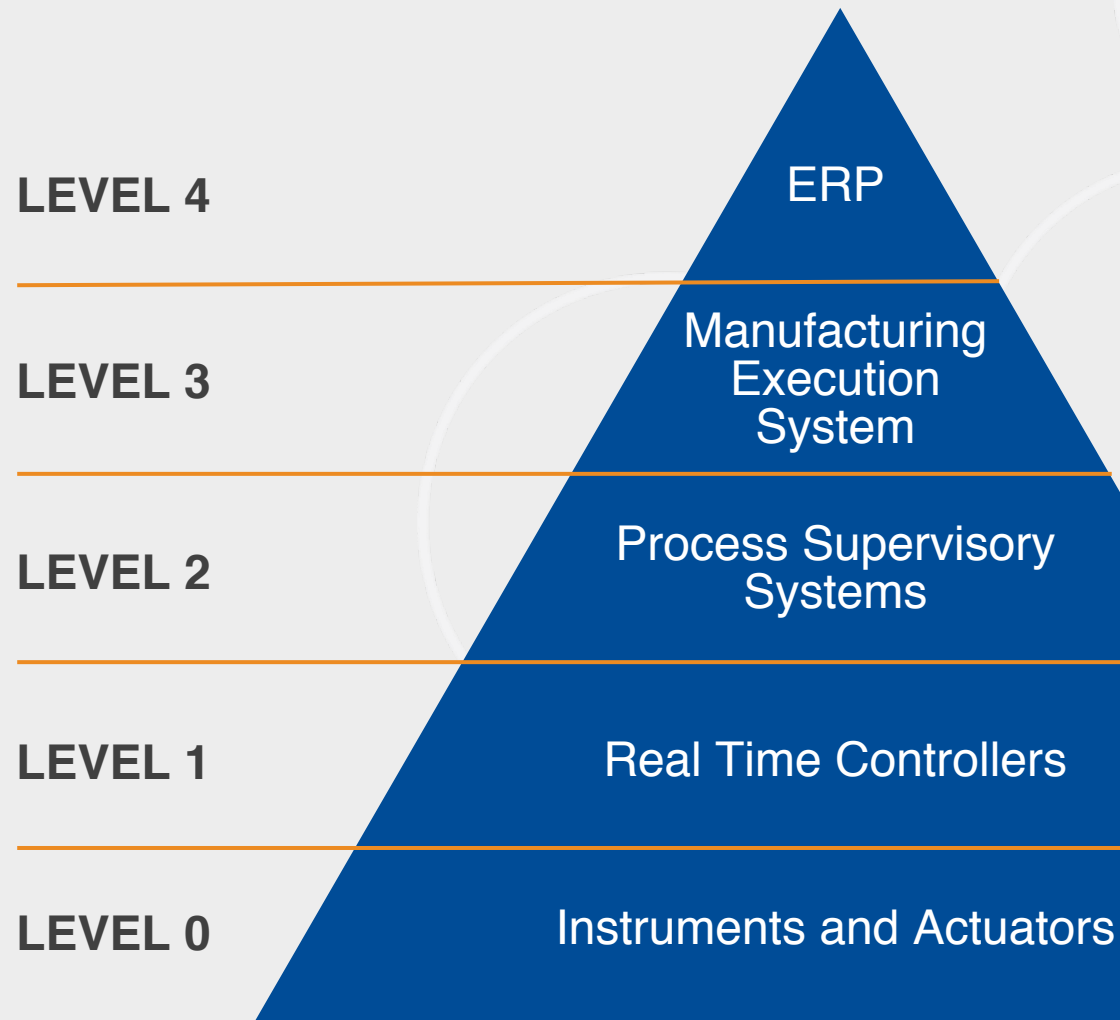 LEVEL 4
ERP
LEVEL 3
Manufacturing
Execution
System
LEVEL 2
Process Supervisory
Systems
LEVEL 1
Real Time Controllers
LEVEL 0
Instruments and Actuators